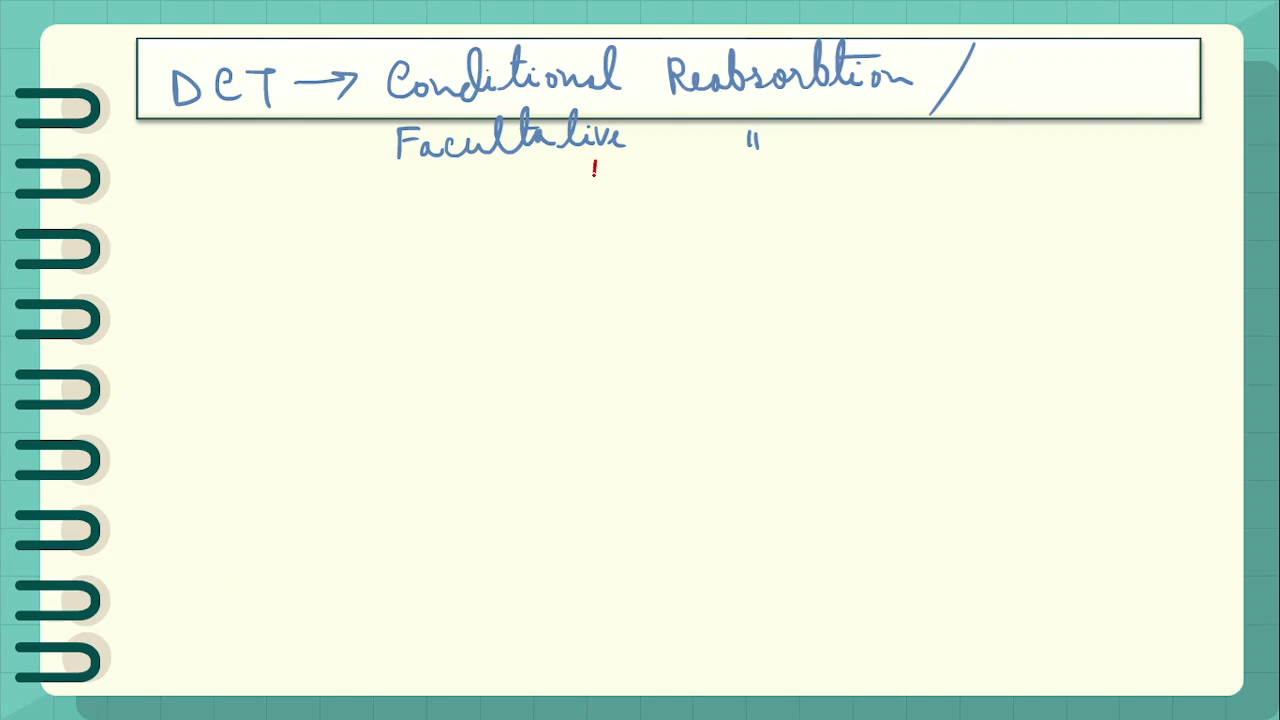 DCT → Conditional Reabsorbtion /
Facultative "
!